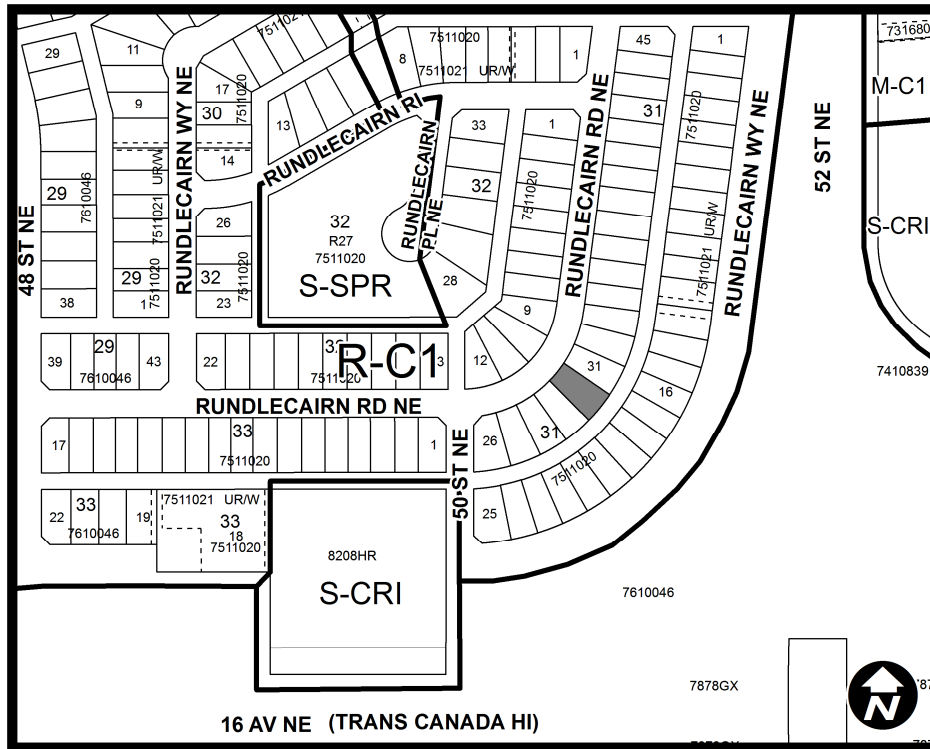 29
11
7511020
7511020
8
7511021 UR/W
1
45
1
731680
M-C1
17
30
7511020
9
RUNDLECAIRN WY NE
13
RUNDLECAIRN RI
31
7511020
RUNDLECAIRN WY NE
52 ST NE
14
33
1
RUNDLECAIRN RD NE
29
7610046
7511021 UR/W
32
RUNDLECAIRN
PL NE
32
R27
7511020
S-SPR
7511020
48 ST NE
26
32
23
7511020
29
7511020
38
1
28
9
7511021 UR/W
S-CRI
39
29
43
7610046
22
R-C1
3
12
31
16
7410839
RUNDLECAIRN RD NE
17
33
7511020
1
50 ST NE
26
31
7511020
25
22
33
7610046
19
7511021 UR/W
33
18
7511020
8208HR
S-CRI
7610046
7878GX
N
16 AV NE (TRANS CANADA HI)